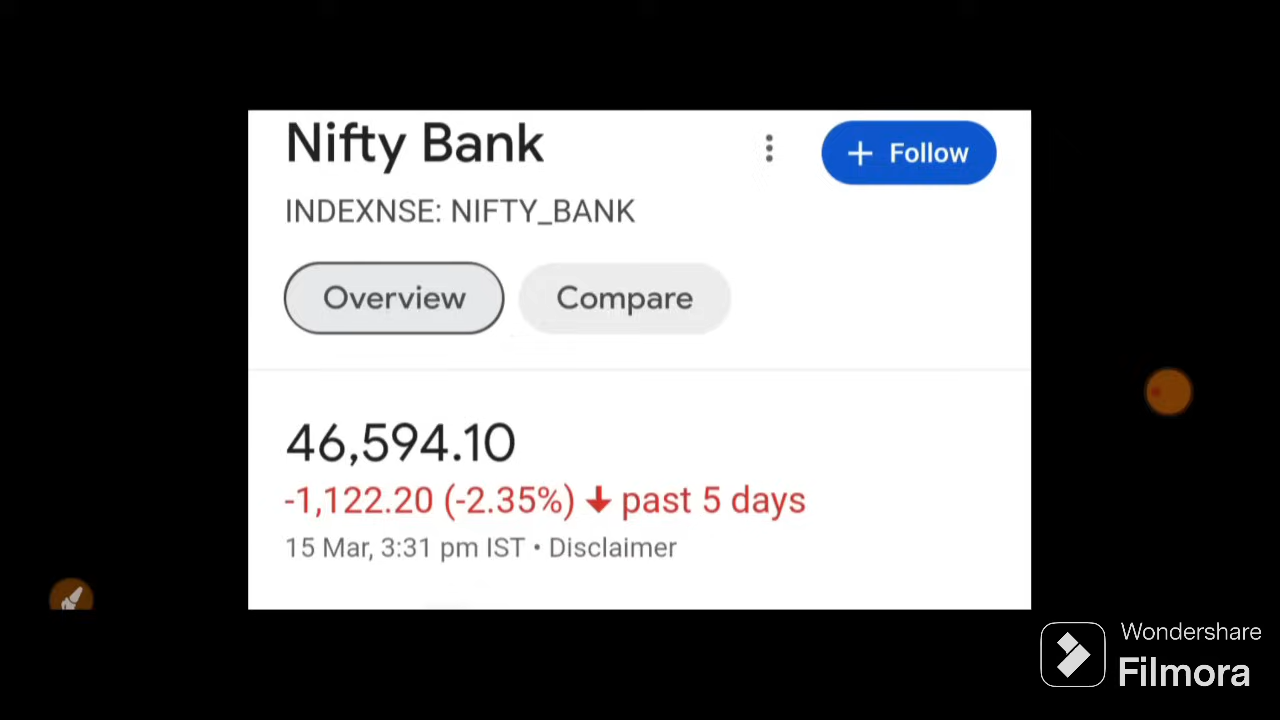 Nifty Bank
+ Follow
INDEXNSE: NIFTY_BANK
Overview
Compare
46,594.10
-1,122.20 (-2.35%) ↓ past 5 days
15 Mar, 3:31 pm IST • Disclaimer
Wondershare
Filmora